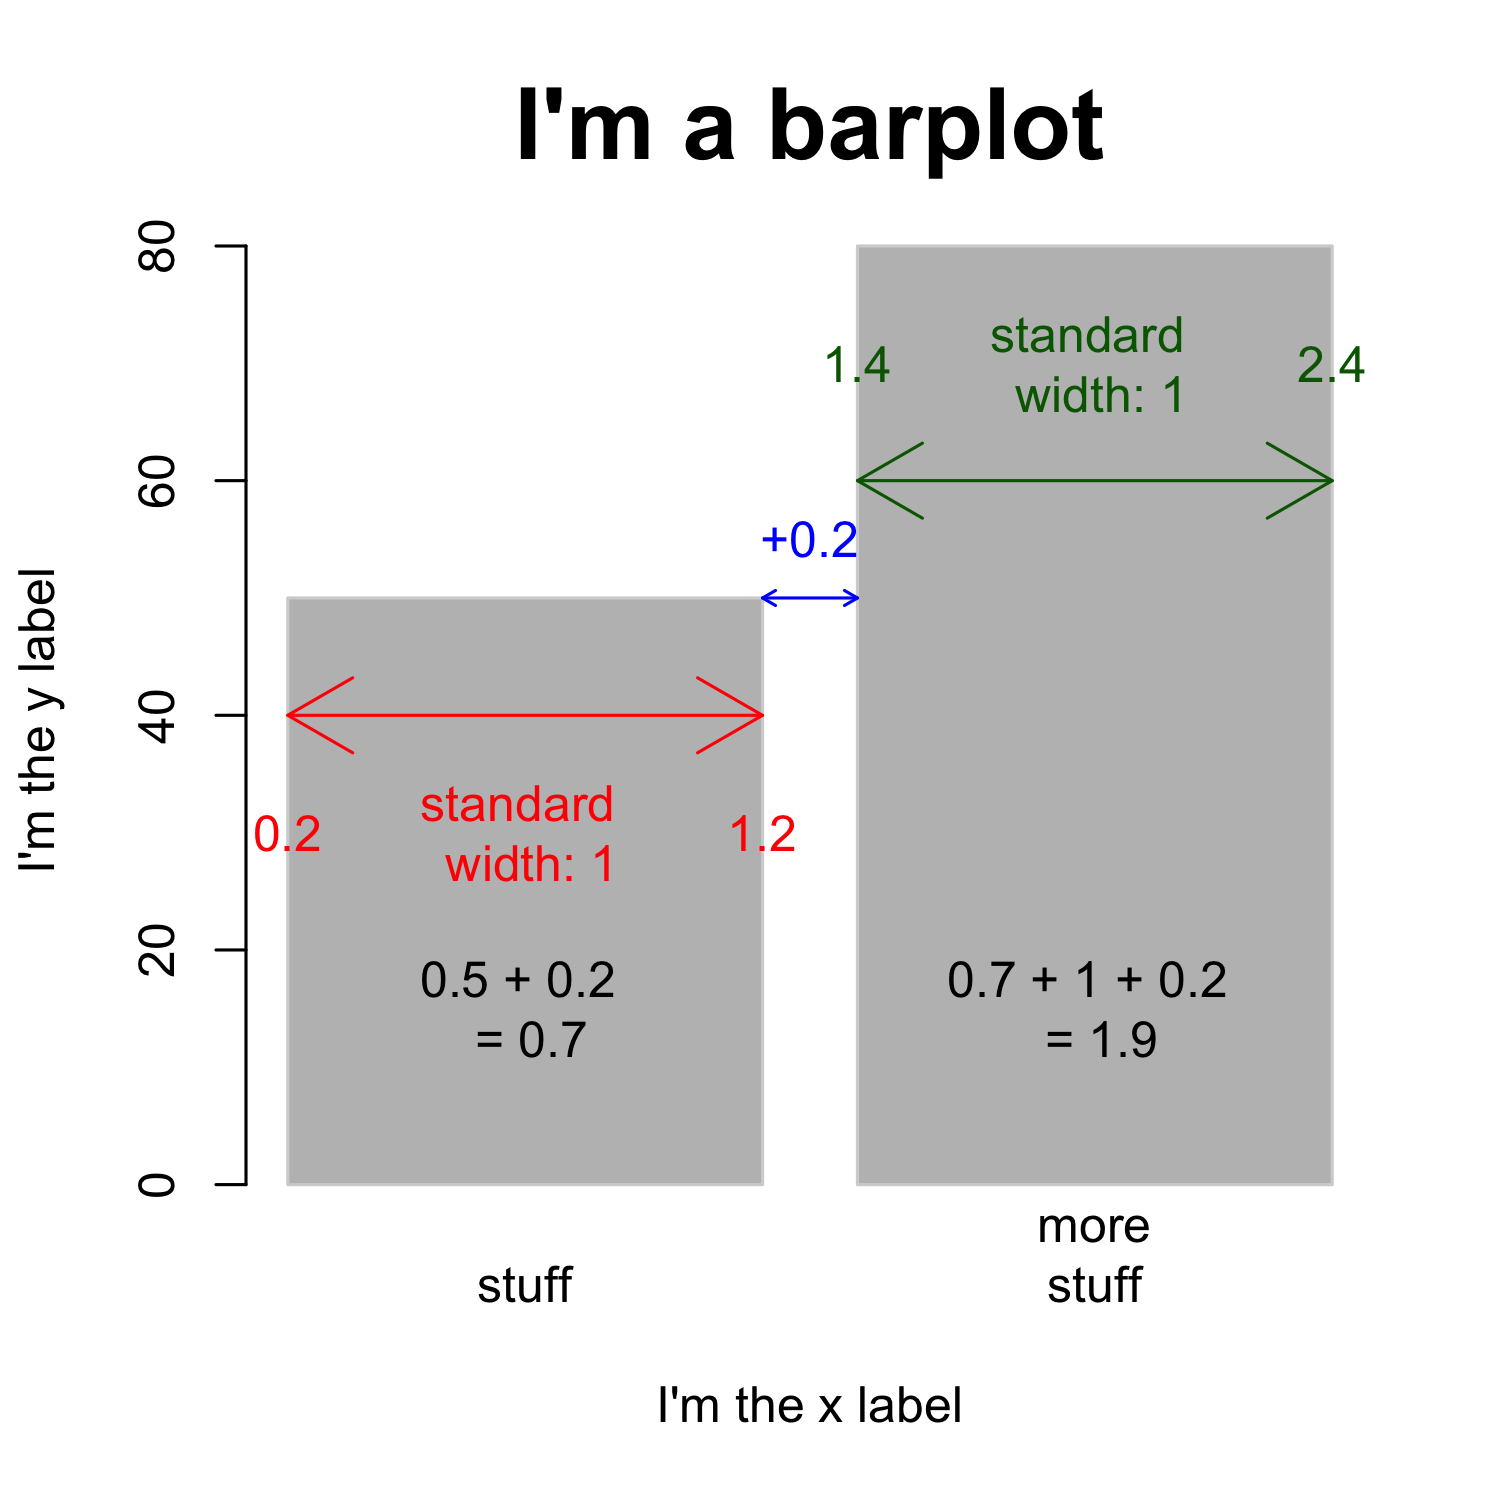 I'm a barplot
80
60
40
20
0
I'm the y label
standard
width: 1
1.4
2.4
+0.2
standard
width: 1
0.2
1.2
0.5 + 0.2
= 0.7
0.7 + 1 + 0.2
= 1.9
stuff
more
stuff
I'm the x label